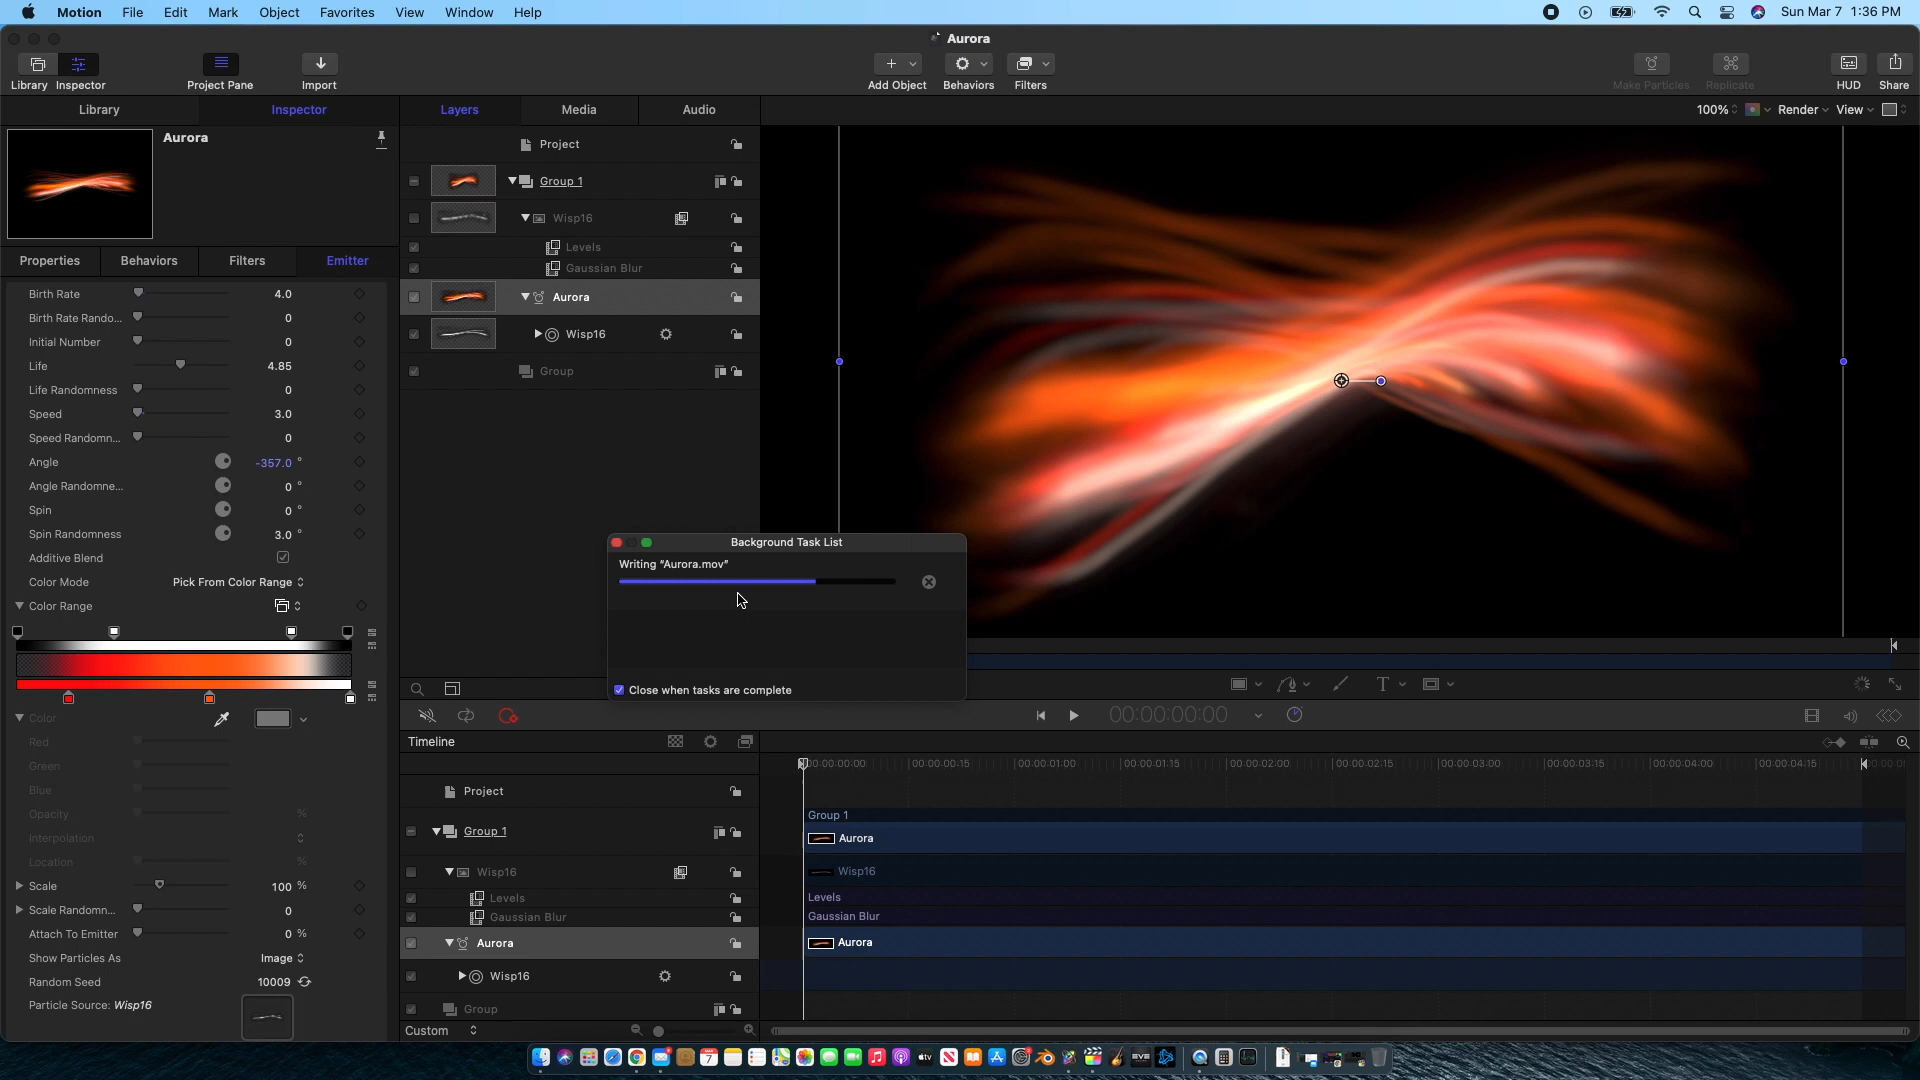 Motion File Edit Mark Object Favorites View Window Help Sun Mar 7 1:36 PM
Aurora
Library Inspector Project Pane Import Add Object Behaviors Filters Make Particles Replicate HUD Share
Library Inspector Layers Media Audio 100% Render View
Aurora
Properties Behaviors Filters Emitter
Birth Rate 4.0
Birth Rate Rando... 0
Initial Number 0
Life 4.85
Life Randomness 0
Speed 3.0
Speed Randomn... 0
Angle -357.0 °
Angle Randomne... 0 °
Spin 0 °
Spin Randomness 3.0 °
Additive Blend
Color Mode Pick From Color Range
Color Range
Color
Red
Green
Blue
Opacity %
Interpolation
Location %
Scale 100 %
Scale Randomn... 0
Attach To Emitter 0 %
Show Particles As Image
Random Seed 10009
Particle Source: Wisp16
Project
Group 1
Wisp16
Levels
Gaussian Blur
Aurora
Wisp16
Group
Background Task List
Writing "Aurora.mov"
Close when tasks are complete
00:00:00:00
Timeline
00:00:00:00 00:00:00:15 00:00:01:00 00:00:01:15 00:00:02:00 00:00:02:15 00:00:03:00 00:00:03:15 00:00:04:00 00:00:04:15
Project
Group 1
Wisp16
Levels
Gaussian Blur
Aurora
Wisp16
Group
Custom
Group 1
Aurora
Wisp16
Levels
Gaussian Blur
Aurora